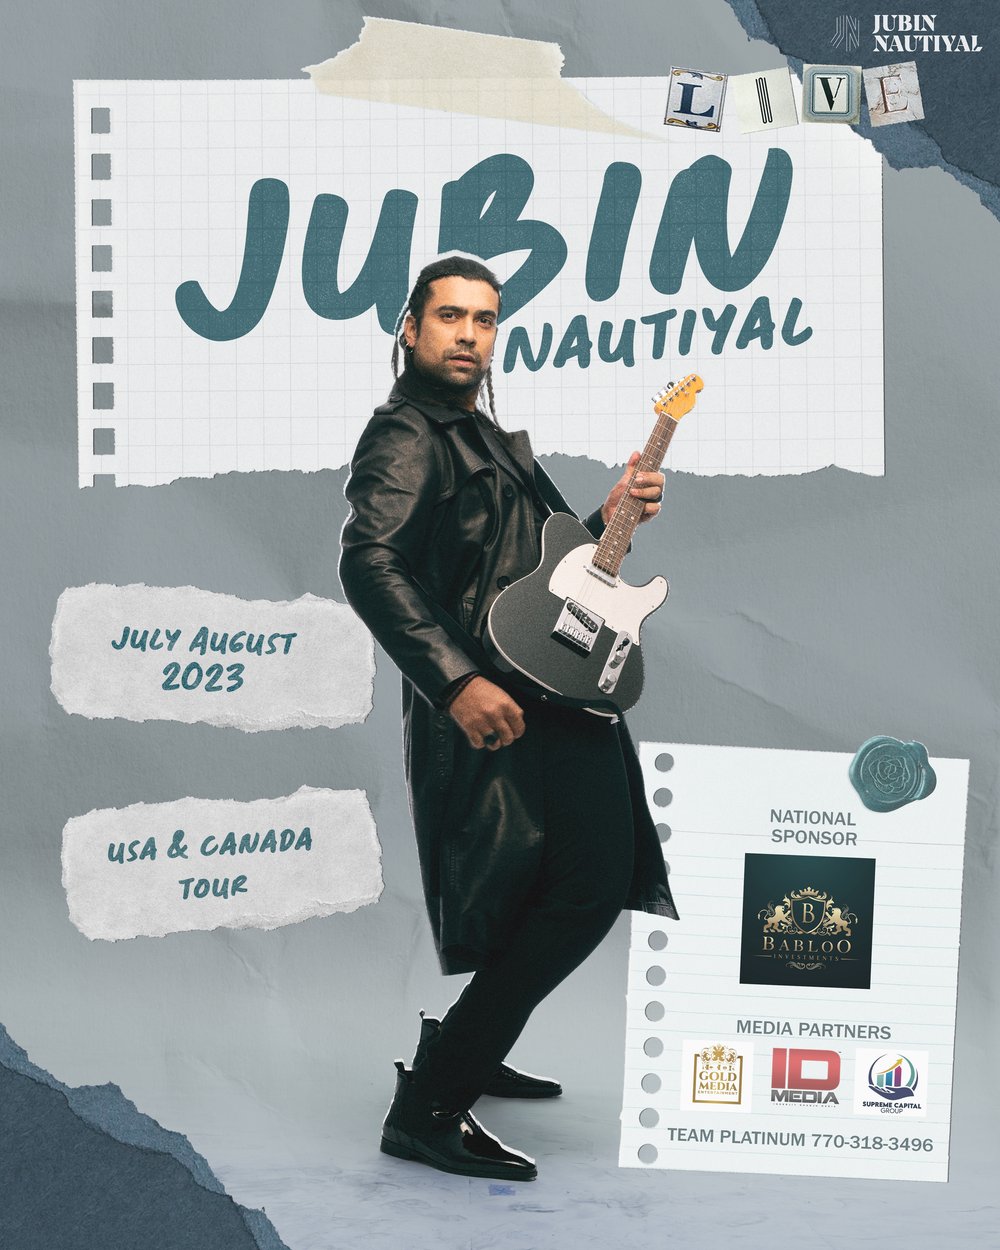 JUBIN
NAUTIYAL
LIVE
JUBIN
NAUTIYAL
JULY AUGUST
2023
USA & CANADA
TOUR
NATIONAL
SPONSOR
B
BABLOO
INVESTMENTS
MEDIA PARTNERS
GOLD
MEDIA
ENTERTAINMENT
ID
MEDIA
SUPREME CAPITAL
GROUP
TEAM PLATINUM 770-318-3496